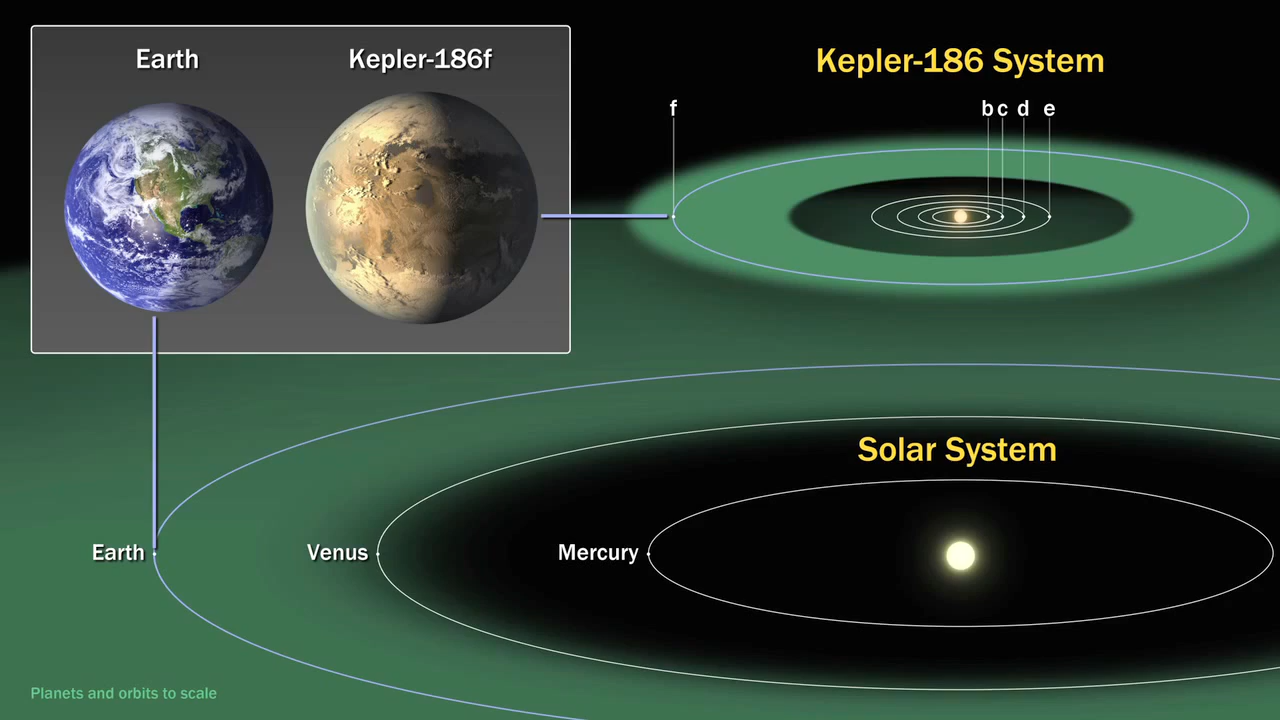 Earth
Kepler-186f
Kepler-186 System
f
b c d e
Solar System
Earth
Venus
Mercury
Planets and orbits to scale